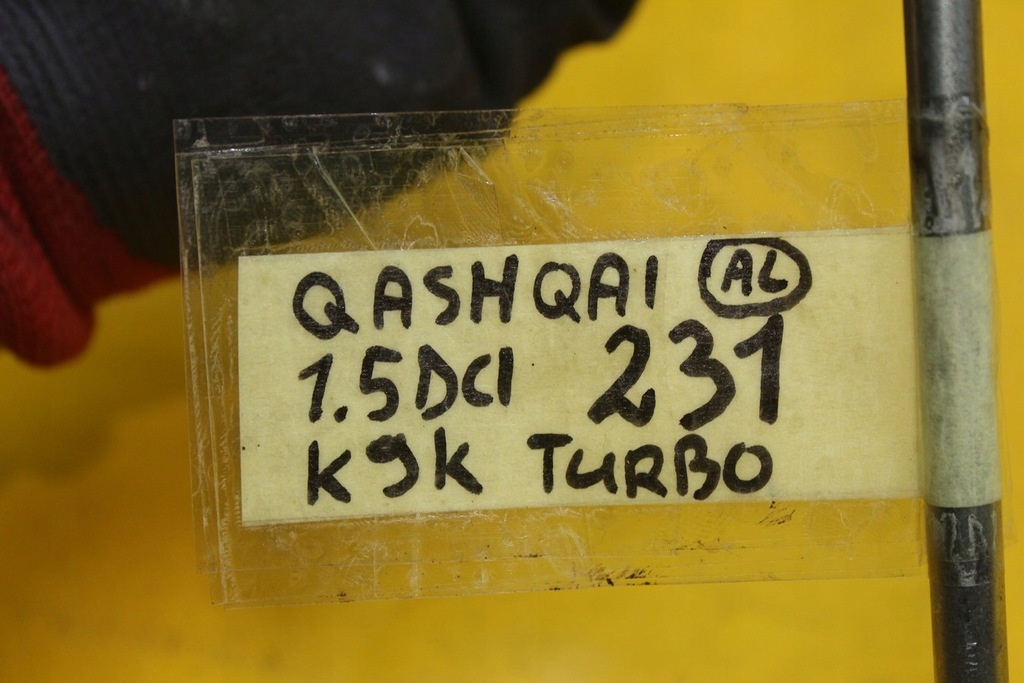 QASHQAI AL
1.5DCI 231
K9K TURBO